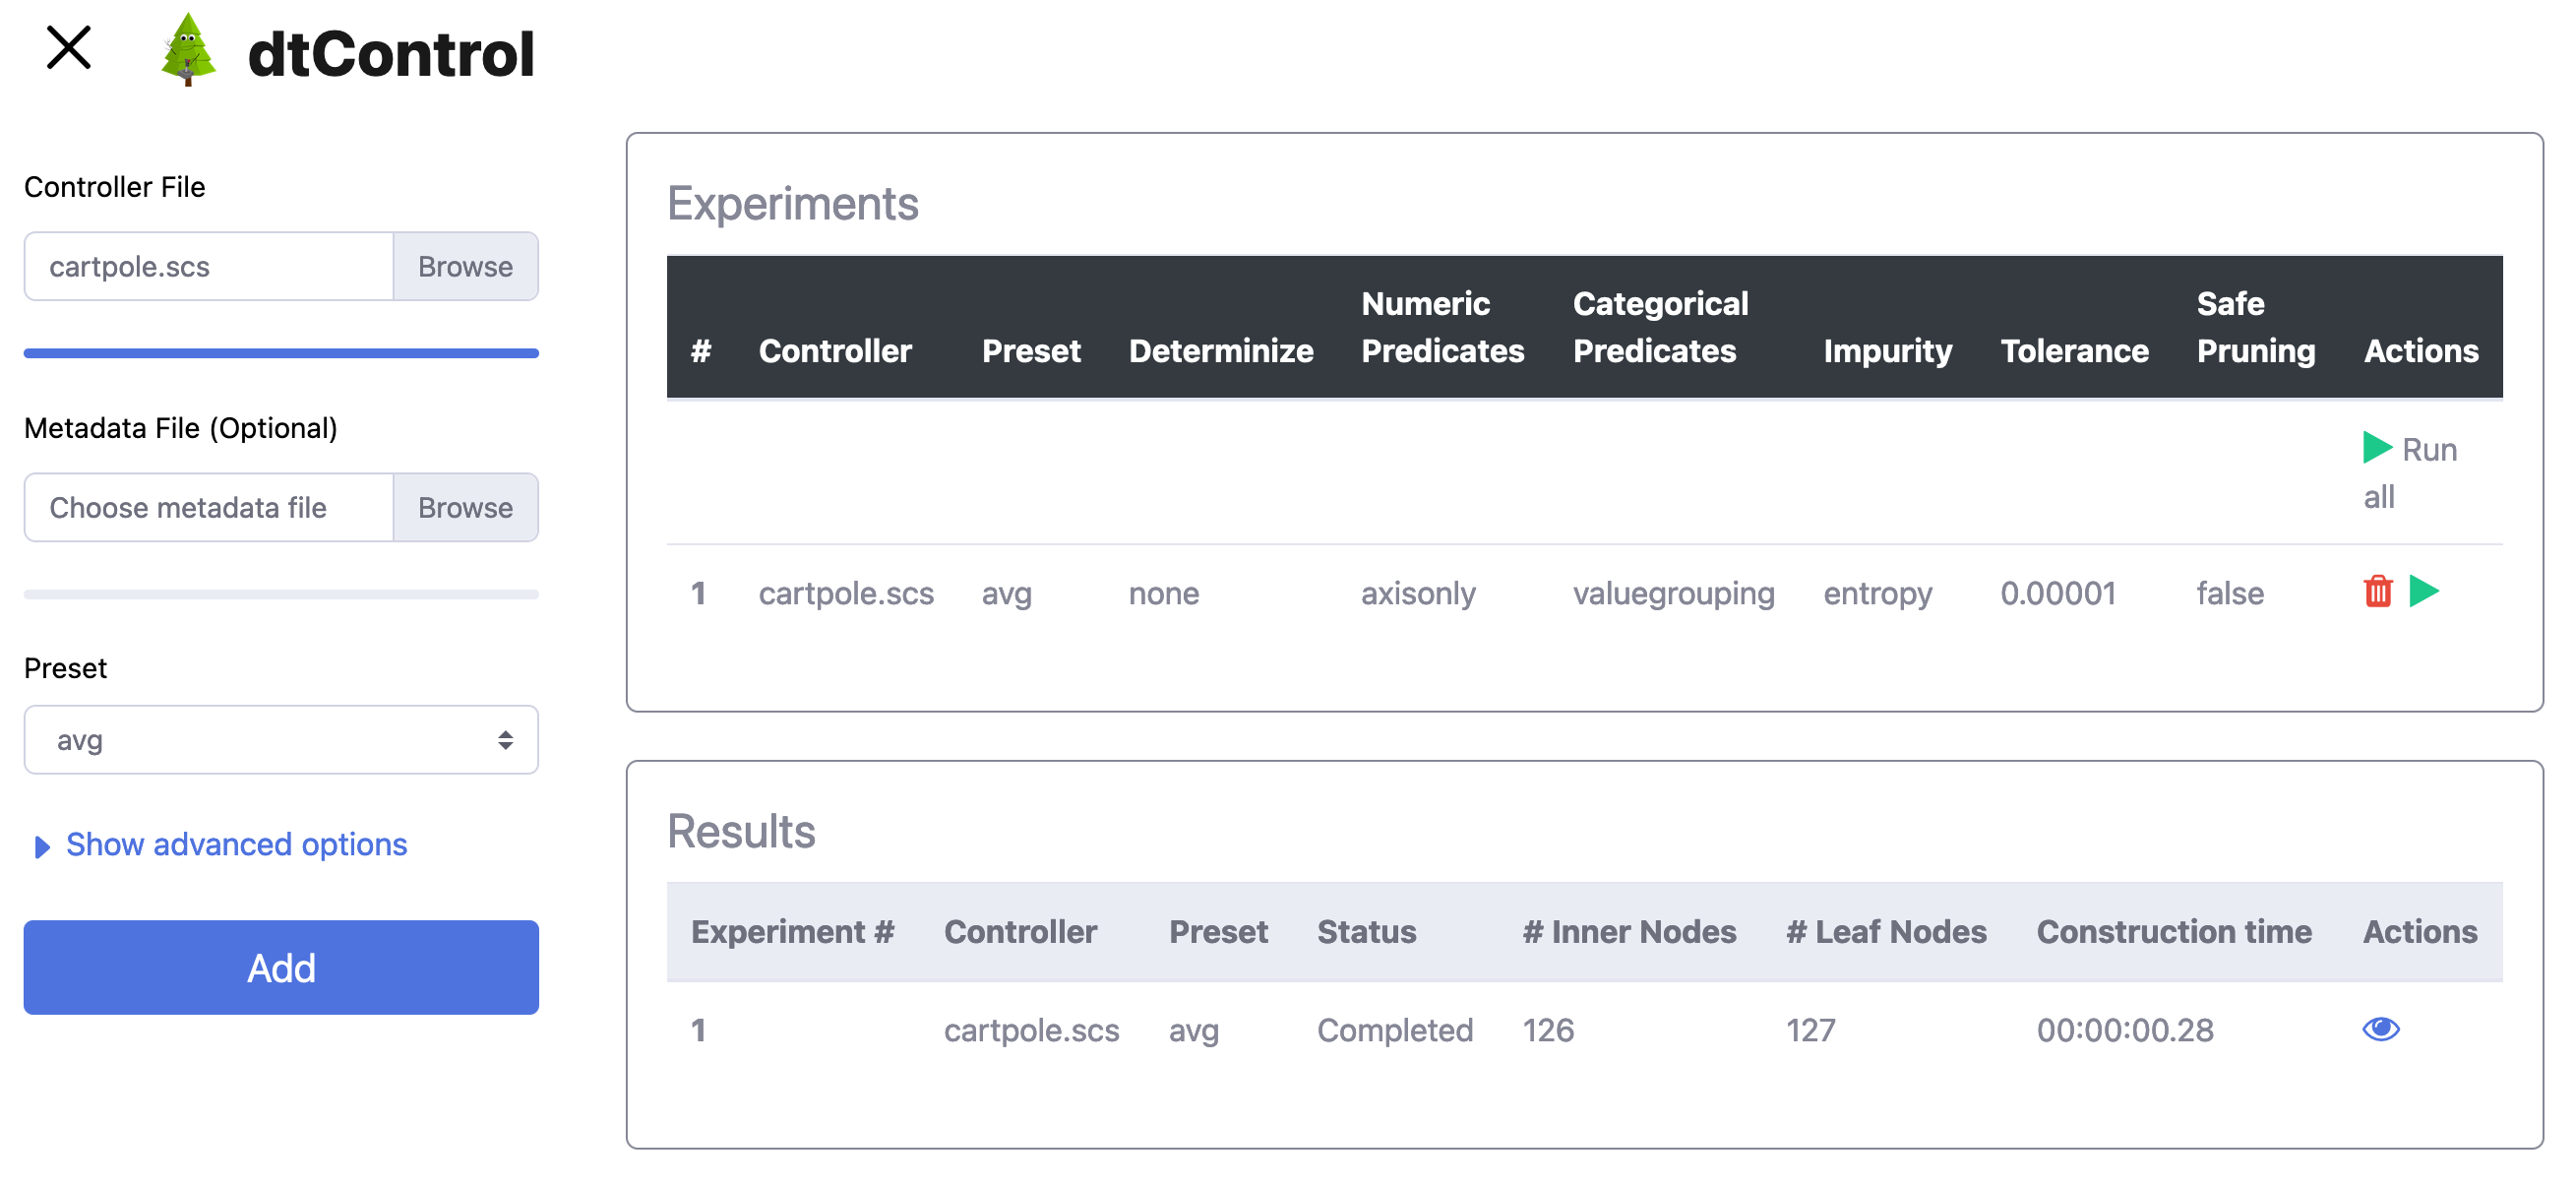 dtControl
Controller File
cartpole.scs Browse
Metadata File (Optional)
Choose metadata file Browse
Preset
avg
Show advanced options
Add
Experiments
# Controller Preset Determinize Numeric Predicates Categorical Predicates Impurity Tolerance Safe Pruning Actions
Run all
1 cartpole.scs avg none axisonly valuegrouping entropy 0.00001 false
Results
Experiment # Controller Preset Status # Inner Nodes # Leaf Nodes Construction time Actions
1 cartpole.scs avg Completed 126 127 00:00:00.28